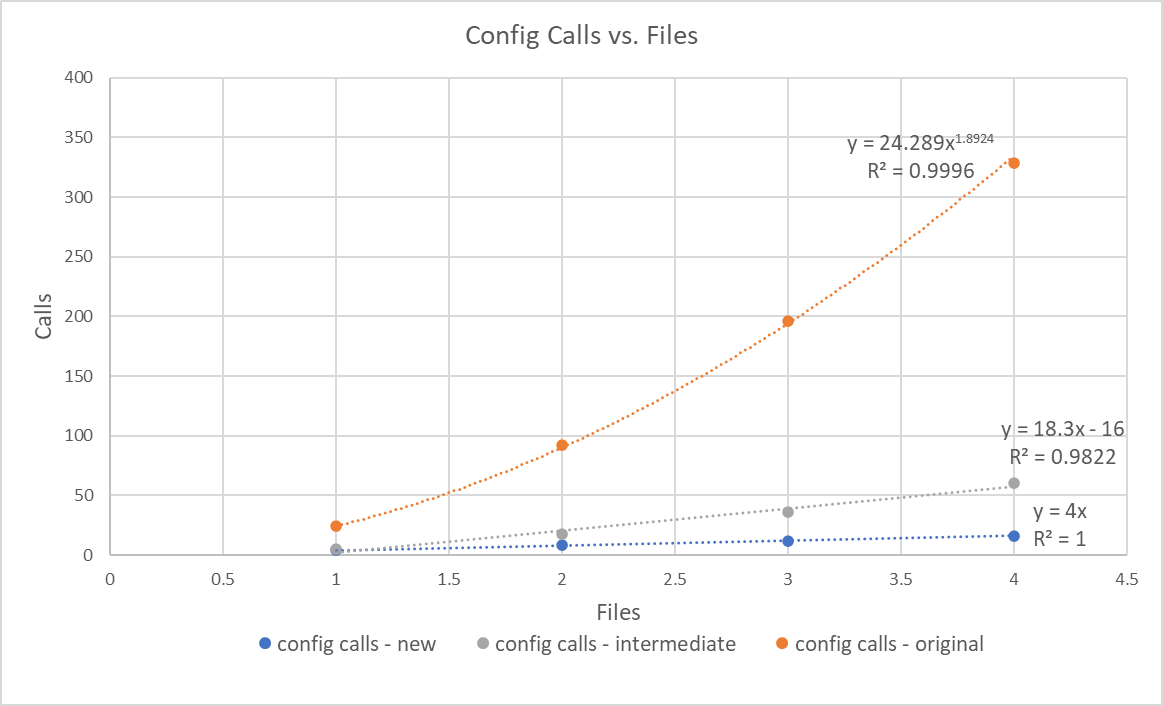 Config Calls vs. Files
400
350
300
250
200
150
100
50
0
Calls
y = 24.289x^1.8924
R² = 0.9996
y = 18.3x - 16
R² = 0.9822
y = 4x
R² = 1
0 0.5 1 1.5 2 2.5 3 3.5 4 4.5
Files
config calls - new config calls - intermediate config calls - original